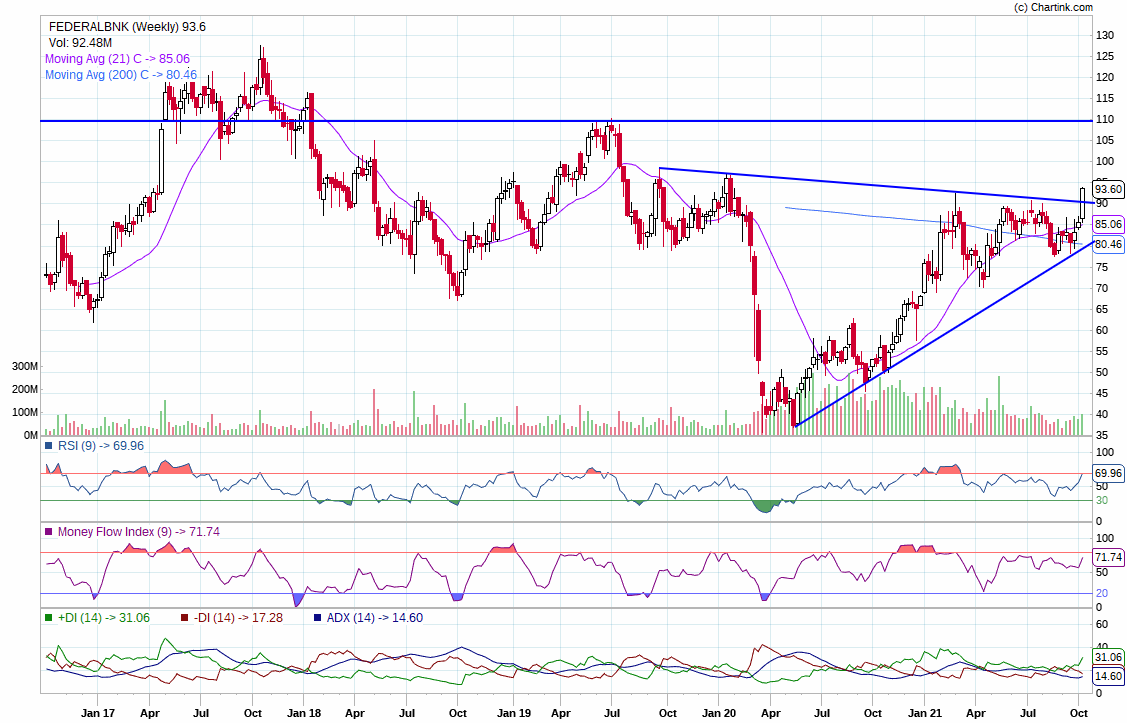 (c) Chartink.com
FEDERALBNK (Weekly) 93.6
Vol: 92.48M
Moving Avg (21) C -> 85.06
Moving Avg (200) C -> 80.46
130
125
120
115
110
105
100
93.60
90
85.06
80.46
75
70
65
60
55
50
45
40
35
300M
200M
100M
0M
RSI (9) -> 69.96
100
69.96
50
30
0
Money Flow Index (9) -> 71.74
100
71.74
50
20
0
+DI (14) -> 31.06 -DI (14) -> 17.28 ADX (14) -> 14.60
60
40
31.06
14.60
0
Jan 17 Apr Jul Oct Jan 18 Apr Jul Oct Jan 19 Apr Jul Oct Jan 20 Apr Jul Oct Jan 21 Apr Jul Oct